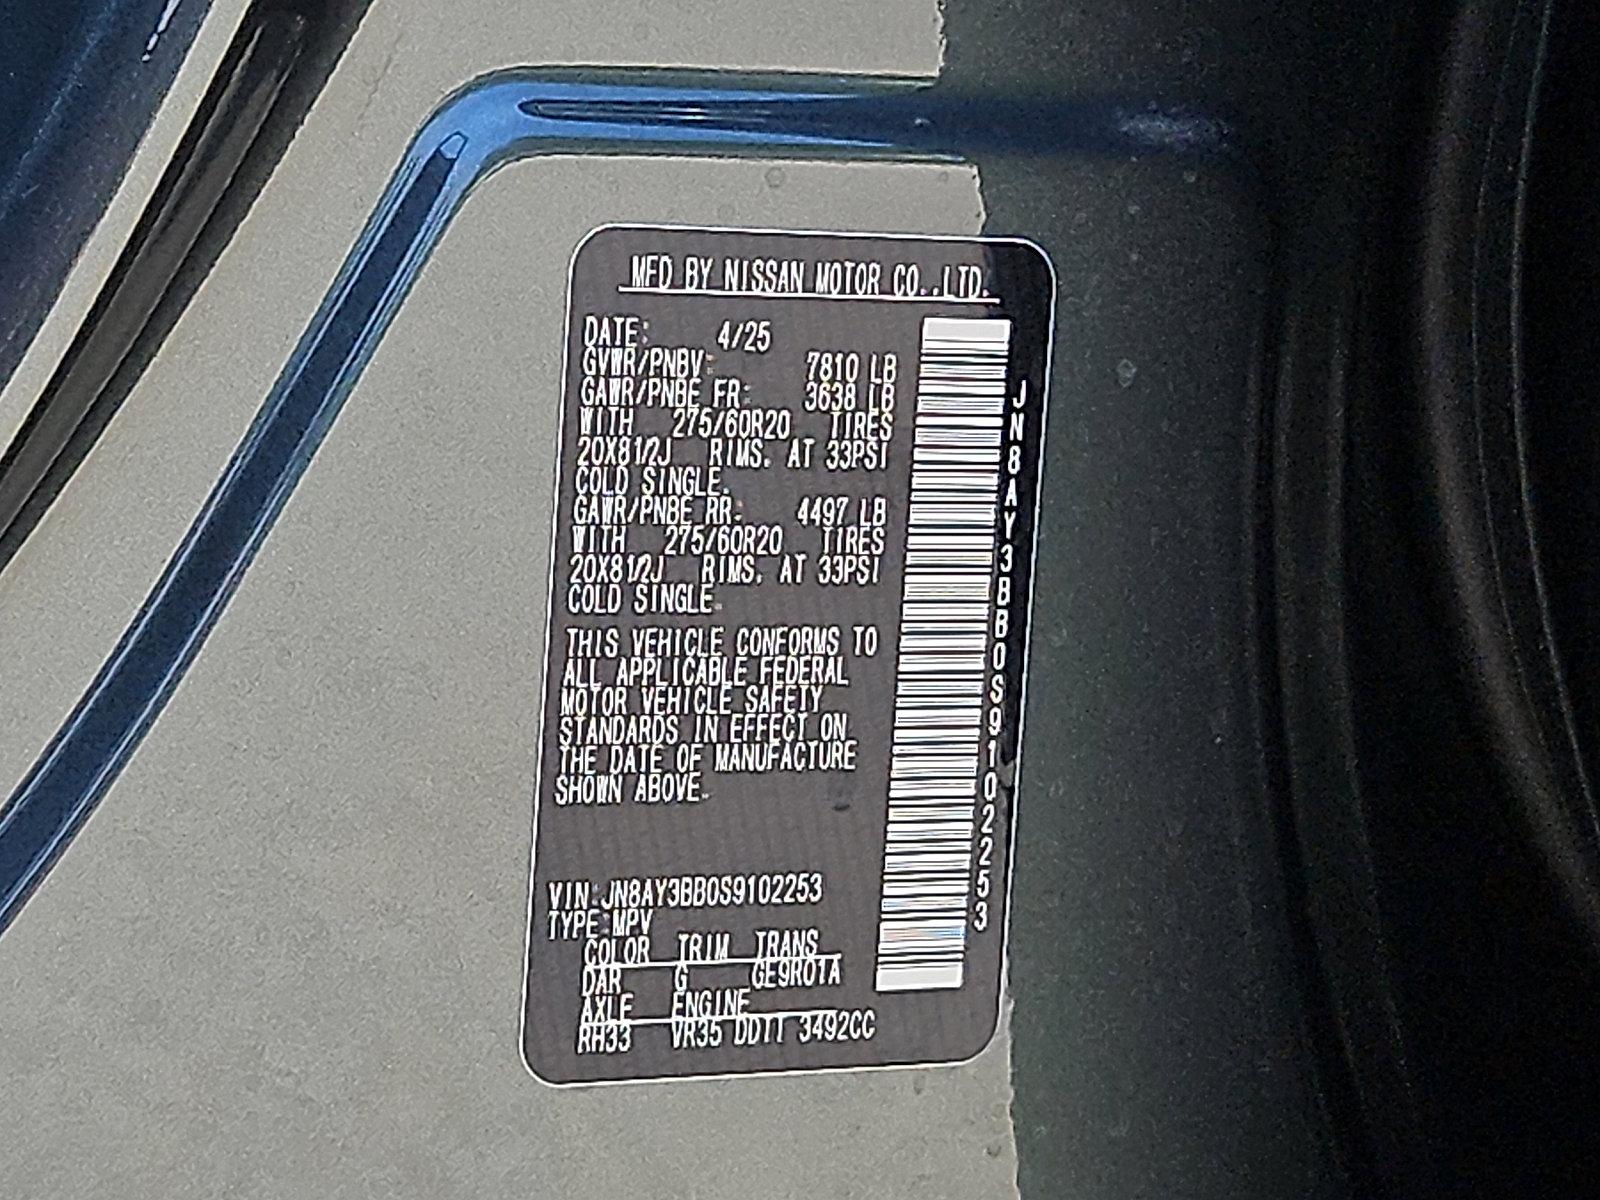 MFD BY NISSAN MOTOR CO.,LTD.
DATE: 4/25
GVWR/PNBV: 7810 LB
GAWR/PNBE FR: 3638 LB
WITH 275/60R20 TIRES
20X81/2J RIMS. AT 33PSI
COLD SINGLE.
GAWR/PNBE RR: 4497 LB
WITH 275/60R20 TIRES
20X81/2J RIMS. AT 33PSI
COLD SINGLE.
THIS VEHICLE CONFORMS TO
ALL APPLICABLE FEDERAL
MOTOR VEHICLE SAFETY
STANDARDS IN EFFECT ON
THE DATE OF MANUFACTURE
SHOWN ABOVE.
VIN:JN8AY3BB0S9102253
TYPE:MPV
COLOR TRIM TRANS
DAR G GE9R01A
AXLE ENGINE
RH33 VR35 DDTT 3492CC
JN8AY3BB0S9102253